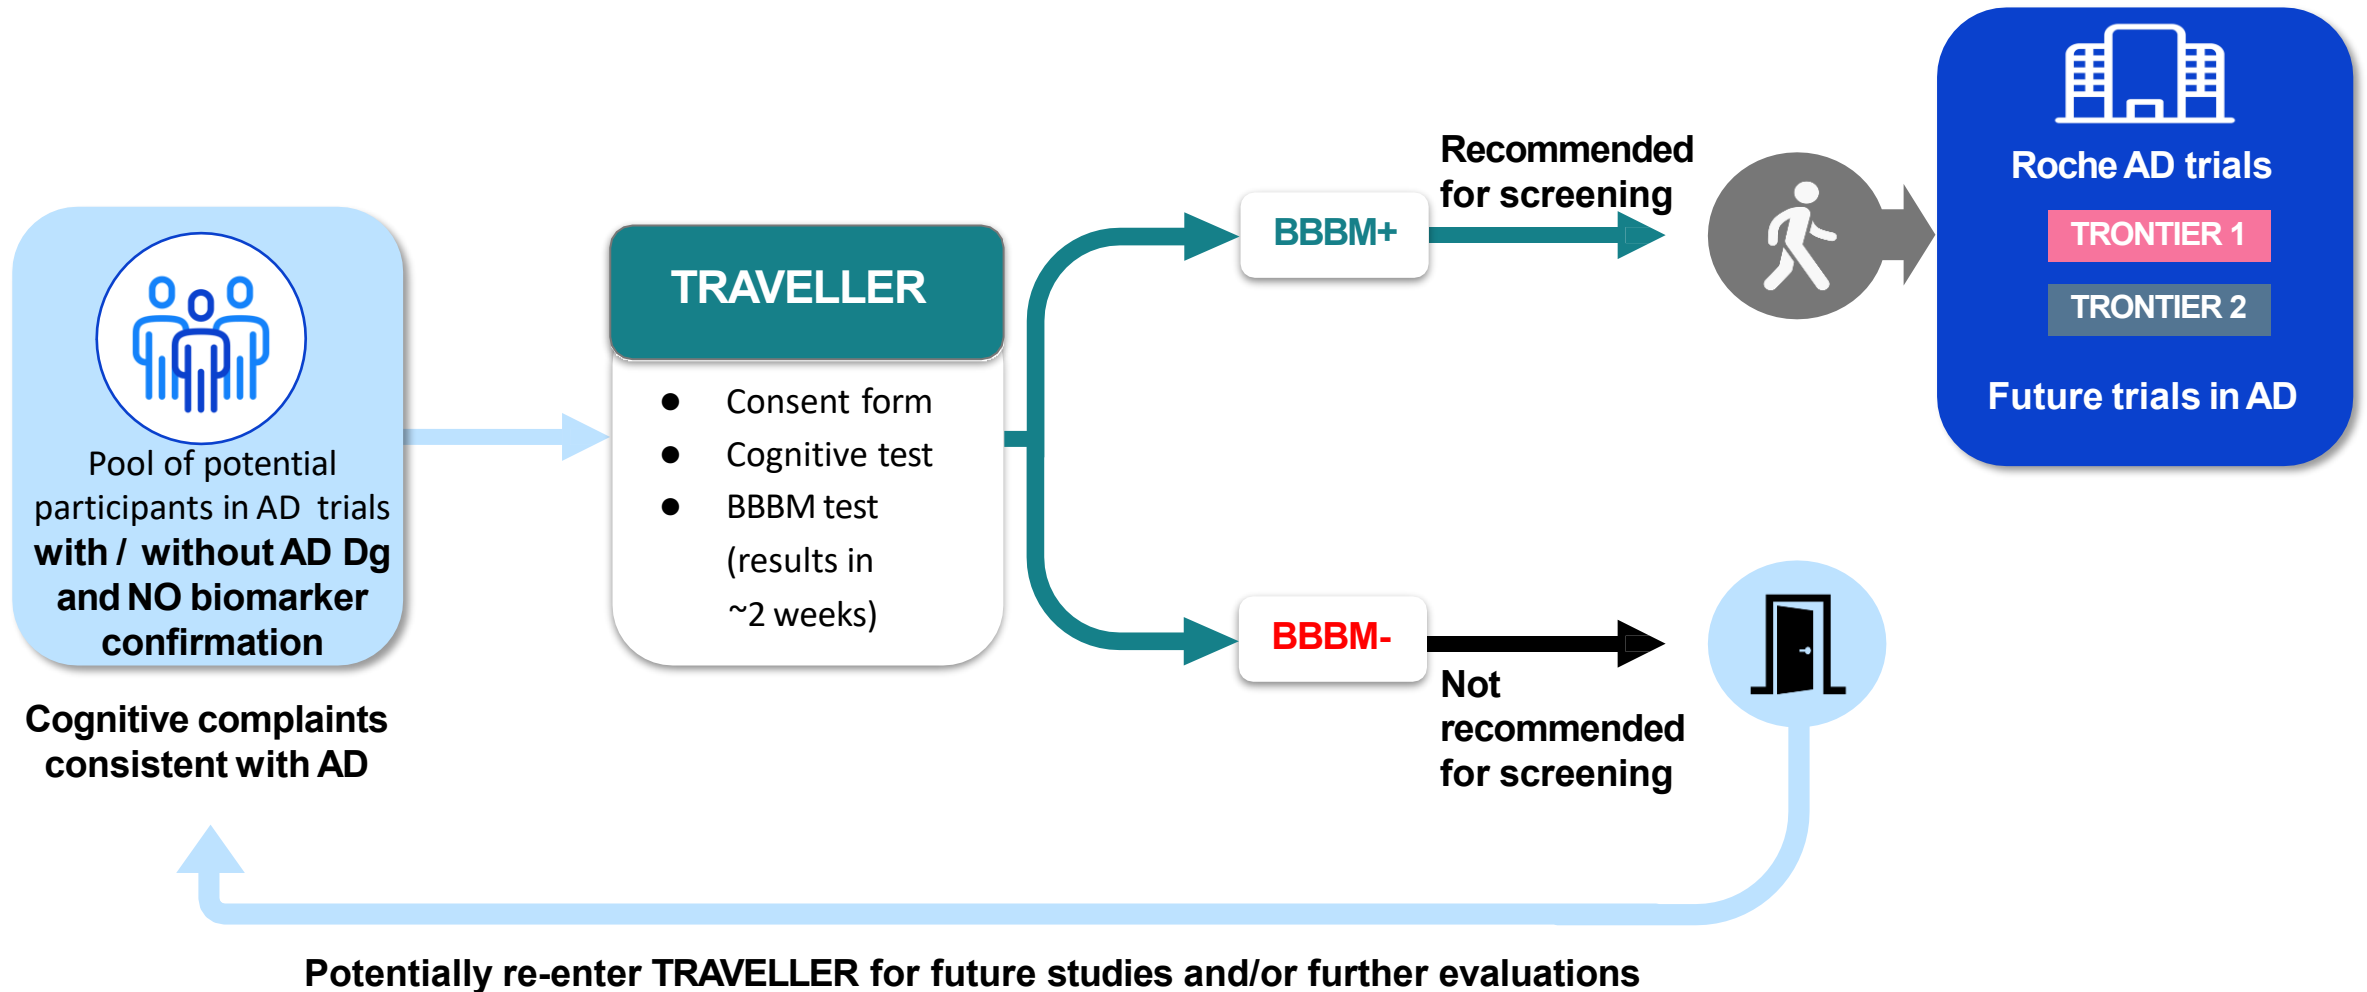 Pool of potential
participants in AD trials
with / without AD Dg
and NO biomarker
confirmation
Cognitive complaints
consistent with AD
TRAVELLER
● Consent form
● Cognitive test
● BBBM test
(results in
~2 weeks)
BBBM+
Recommended
for screening
BBBM-
Not
recommended
for screening
Roche AD trials
TRONTIER 1
TRONTIER 2
Future trials in AD
Potentially re-enter TRAVELLER for future studies and/or further evaluations